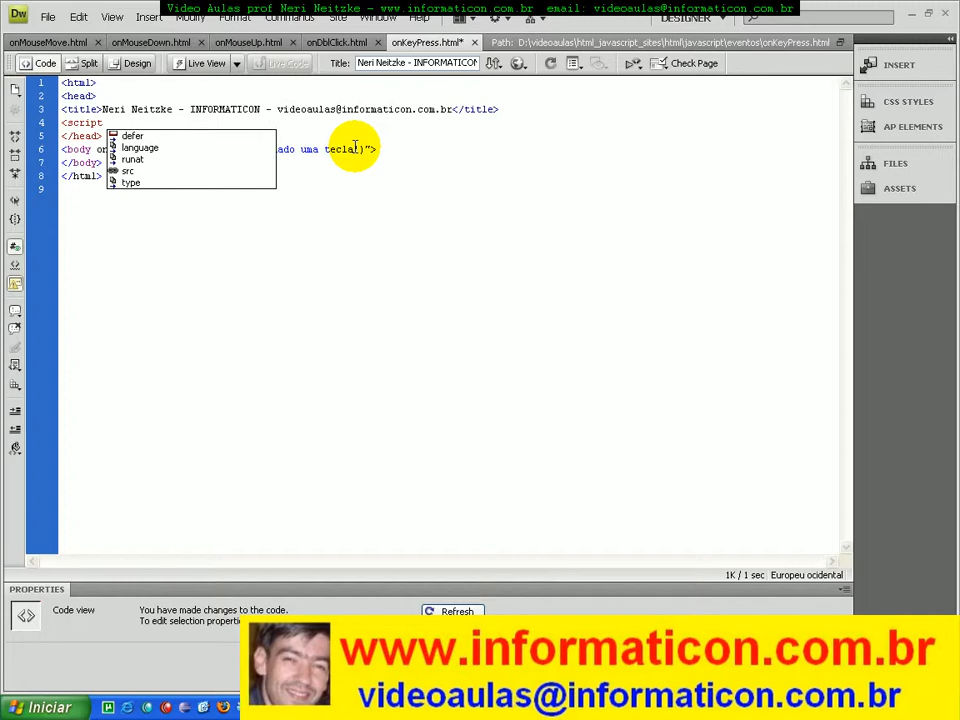 Video Aulas prof Neri Neitzke - www.informaticon.com.br email: videoaulas@informaticon.com.br
Dw File Edit View Insert Modify Format Commands Site Window Help DESIGNER
onMouseMove.html × onMouseDown.html × onMouseUp.html × onDblClick.html × onKeyPress.html* × Path: D:\videoaulas\html_javascript_sites\html\javascript\eventos\onKeyPress.html
Code Split Design Live View Live Code Title: Neri Neitzke - INFORMATICON Check Page
1 <html>
2 <head>
3 <title>Neri Neitzke - INFORMATICON - videoaulas@informaticon.com.br</title>
4 <script
5 </head>
6 <body on ado uma tecla()">
7 </body>
8 </html>
9
defer
language
runat
src
type
INSERT
CSS STYLES
AP ELEMENTS
FILES
ASSETS
1K / 1 sec Europeu ocidental
PROPERTIES
Code view You have made changes to the code. Refresh
To edit selection properti
www.informaticon.com.br
videoaulas@informaticon.com.br
Iniciar